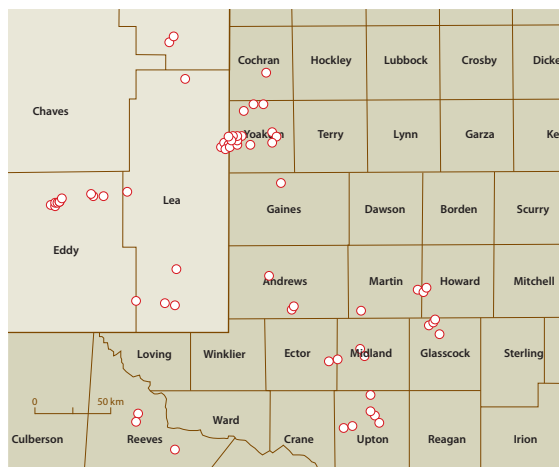 Cochran Hockley Lubbock Crosby Dicke
Chaves
Yoakum Terry Lynn Garza Ke
Lea
Gaines Dawson Borden Scurry
Eddy
Andrews Martin Howard Mitchell
Loving Winklier Ector Midland Glasscock Sterling
0 50 km
Ward
Culberson Reeves Crane Upton Reagan Irion